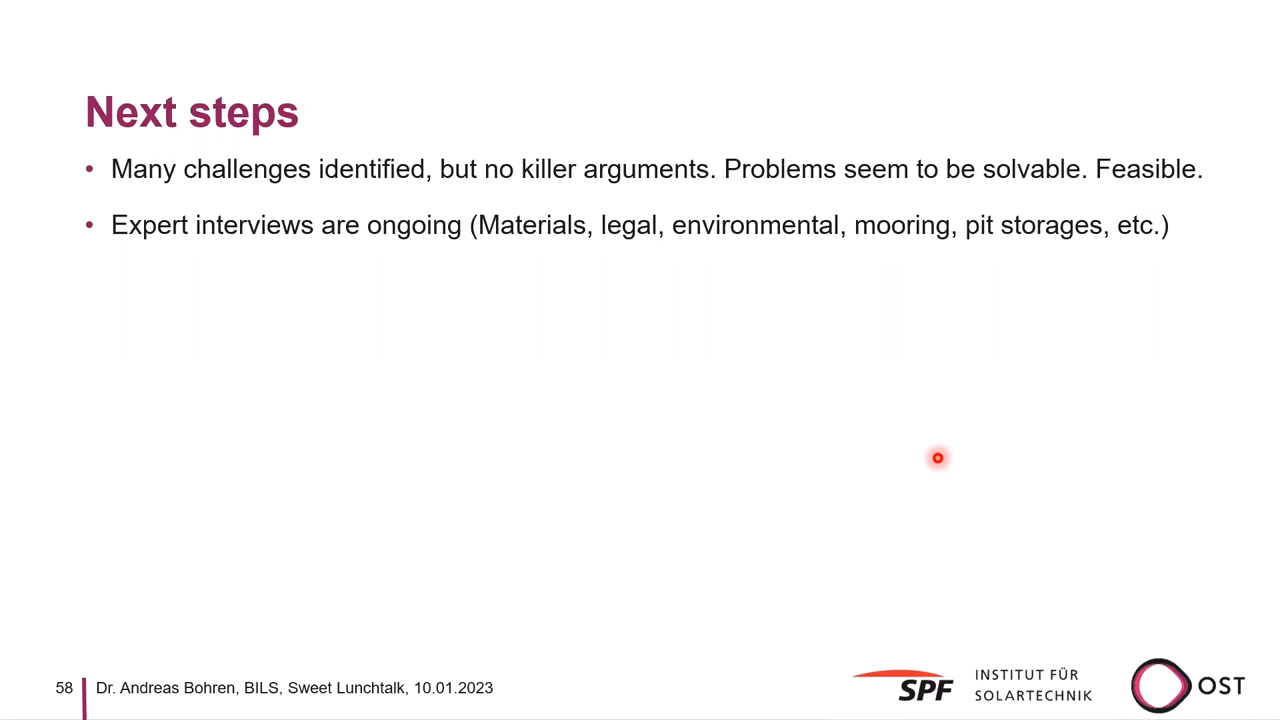 Next steps
• Many challenges identified, but no killer arguments. Problems seem to be solvable. Feasible.
• Expert interviews are ongoing (Materials, legal, environmental, mooring, pit storages, etc.)
58 Dr. Andreas Bohren, BILS, Sweet Lunchtalk, 10.01.2023
SPF
INSTITUT FÜR
SOLARTECHNIK
OST